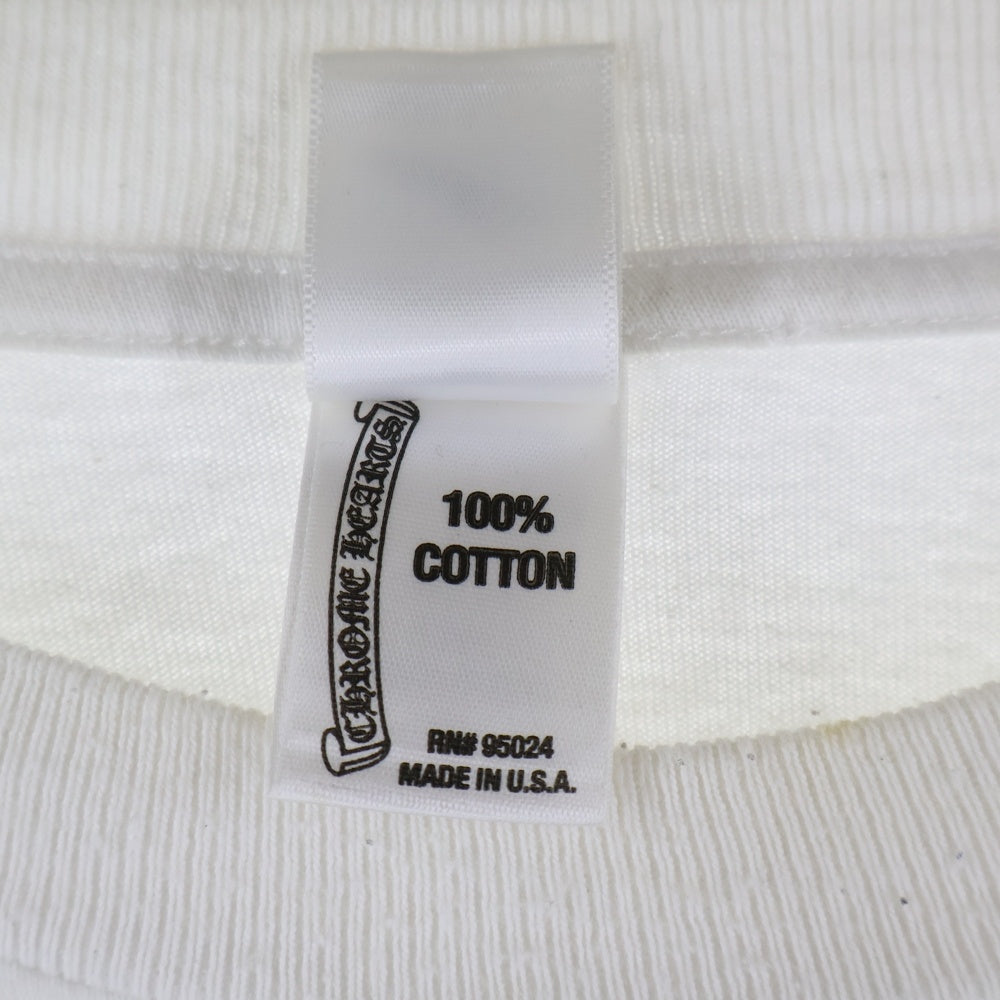 CHROME HEARTS
100%
COTTON
RN# 95024
MADE IN U.S.A.